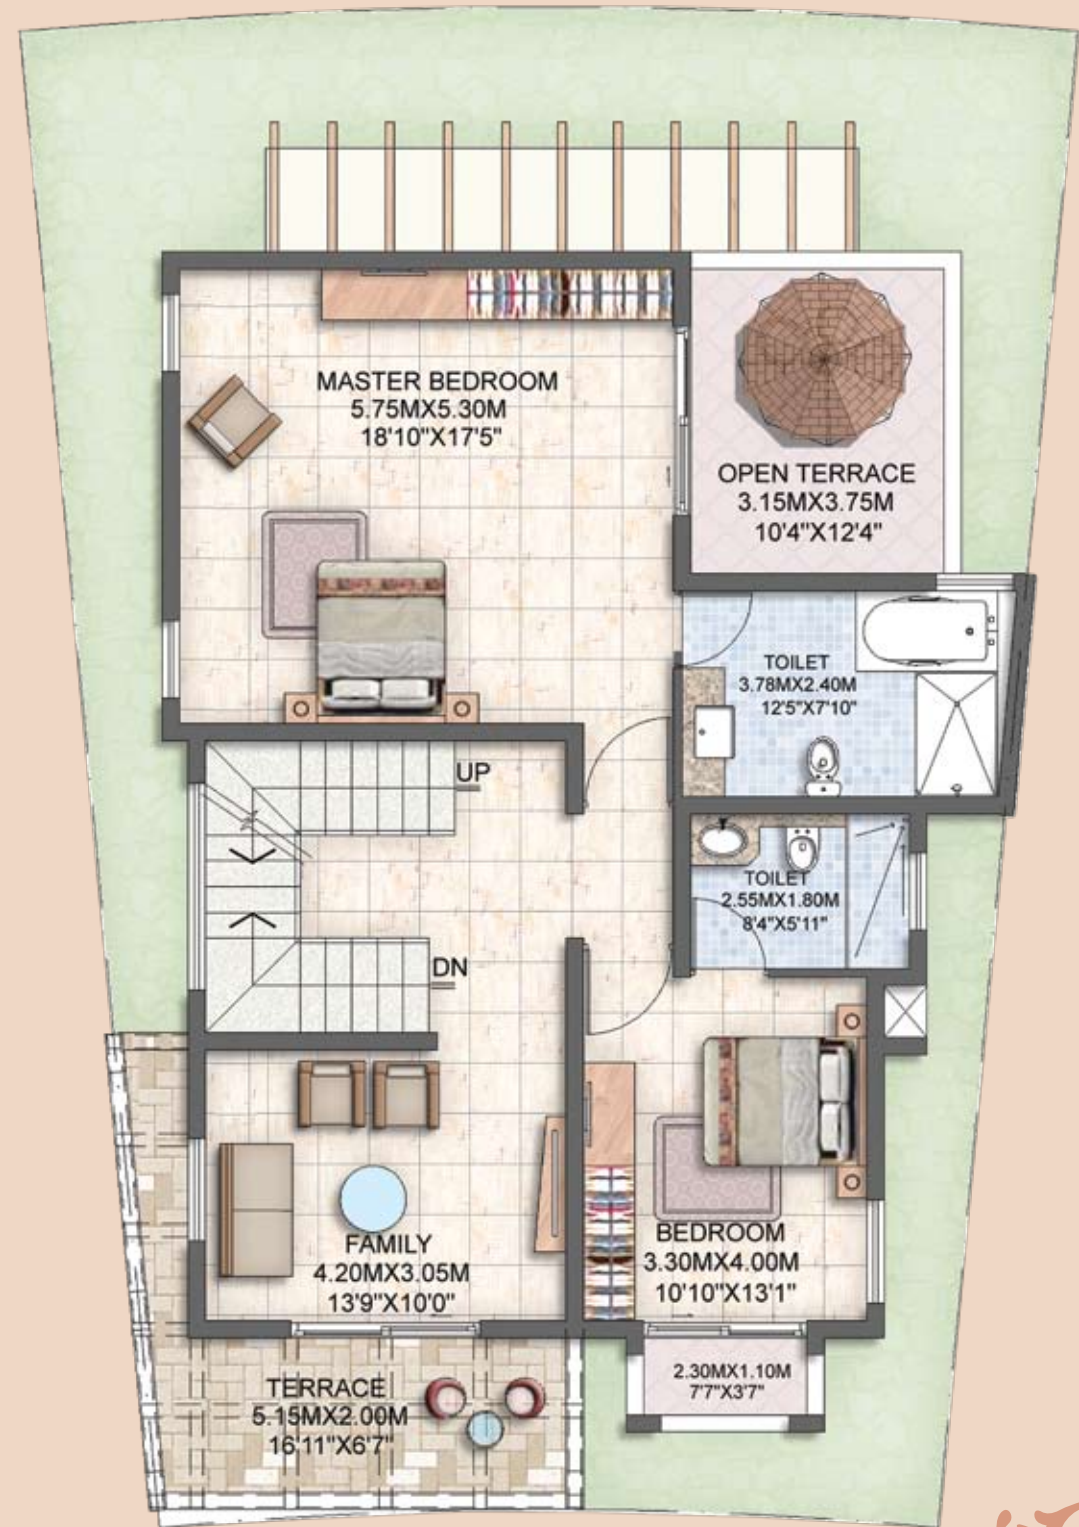 MASTER BEDROOM
5.75MX5.30M
18'10"X17'5"
OPEN TERRACE
3.15MX3.75M
10'4"X12'4"
TOILET
3.78MX2.40M
12'5"X7'10"
UP
TOILET
2.55MX1.80M
8'4"X5'11"
DN
FAMILY
4.20MX3.05M
13'9"X10'0"
BEDROOM
3.30MX4.00M
10'10"X13'1"
2.30MX1.10M
7'7"X3'7"
TERRACE
5.15MX2.00M
16'11"X6'7"